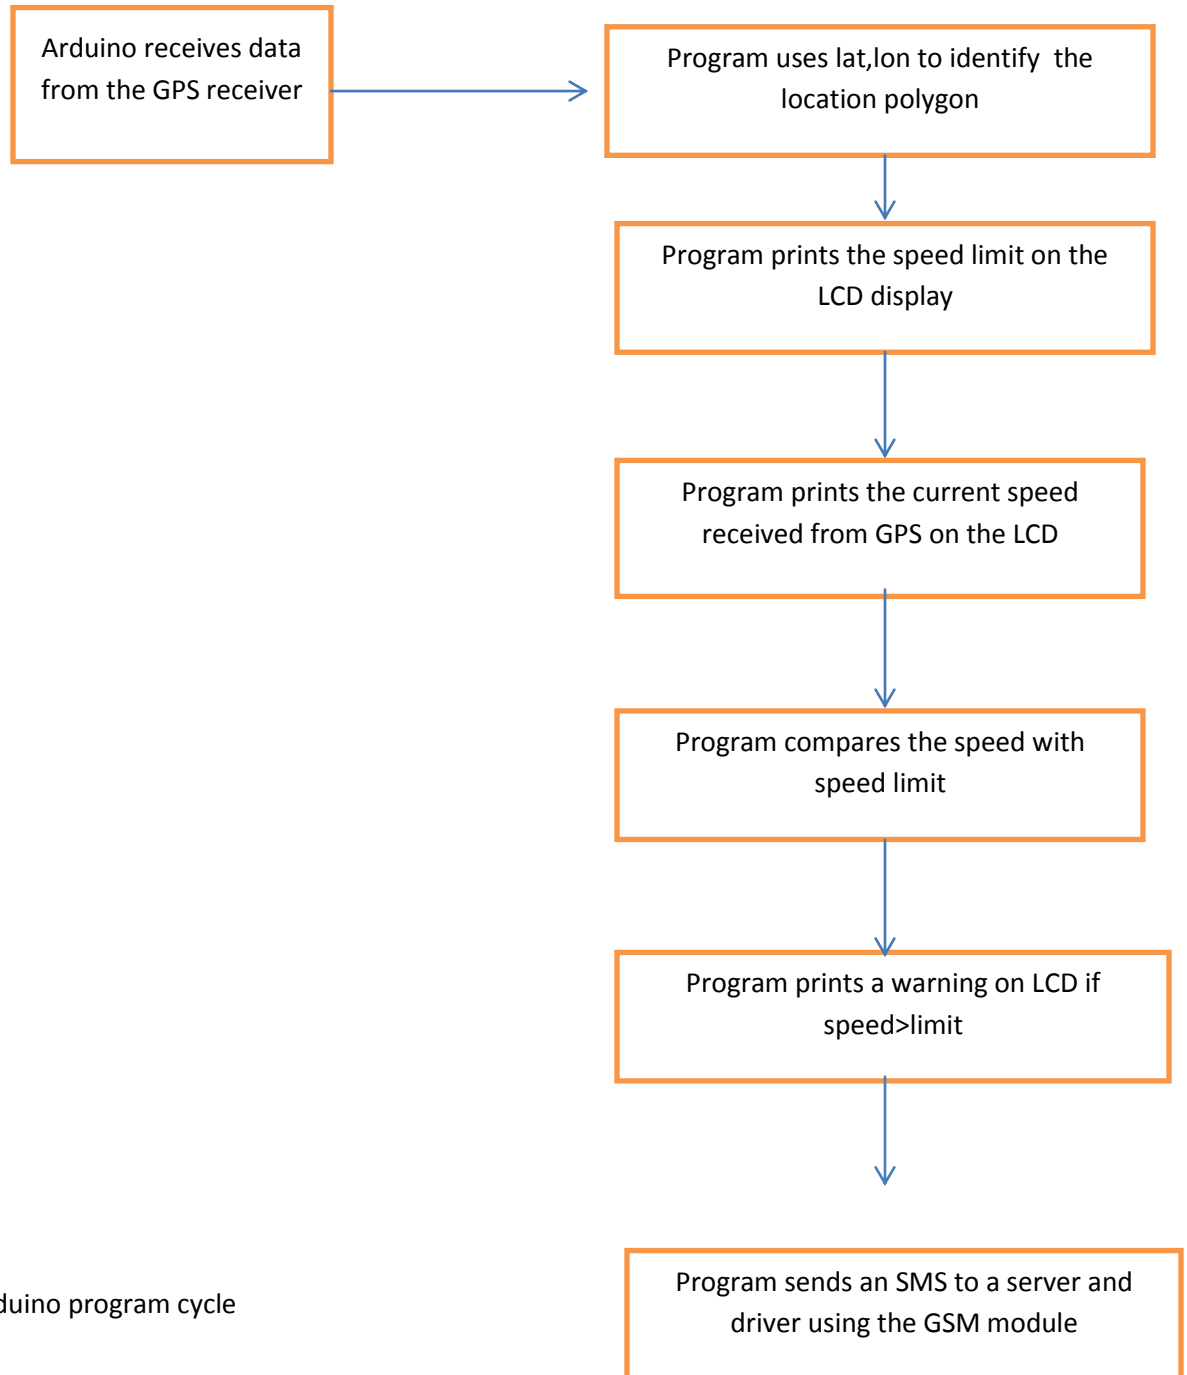 Arduino receives data
from the GPS receiver
Program uses lat,lon to identify  the
location polygon
Program prints the speed limit on the
LCD display
Program prints the current speed
received from GPS on the LCD
Program compares the speed with
speed limit
Program prints a warning on LCD if
speed>limit
Program sends an SMS to a server and
driver using the GSM module
duino program cycle